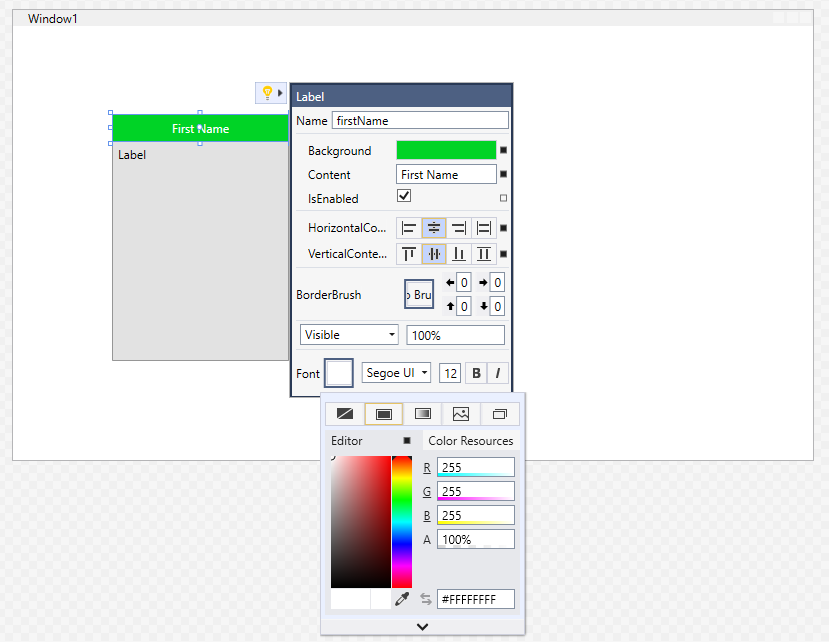 Window1
First Name
Label
Label
Name firstName
Background
Content First Name
IsEnabled
HorizontalCo...
VerticalConte...
BorderBrush o Bru 0 0
0 0
Visible 100%
Font Segoe UI 12 B I
Editor Color Resources
R 255
G 255
B 255
A 100%
#FFFFFFFF